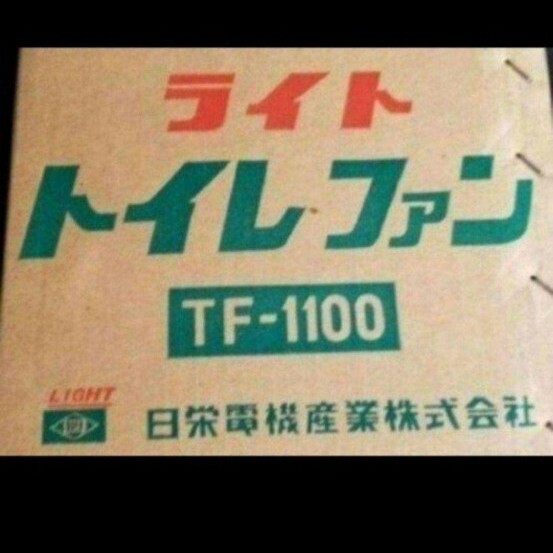 ライト
トイレファン
TF-1100
LIGHT
日栄電機産業株式会社